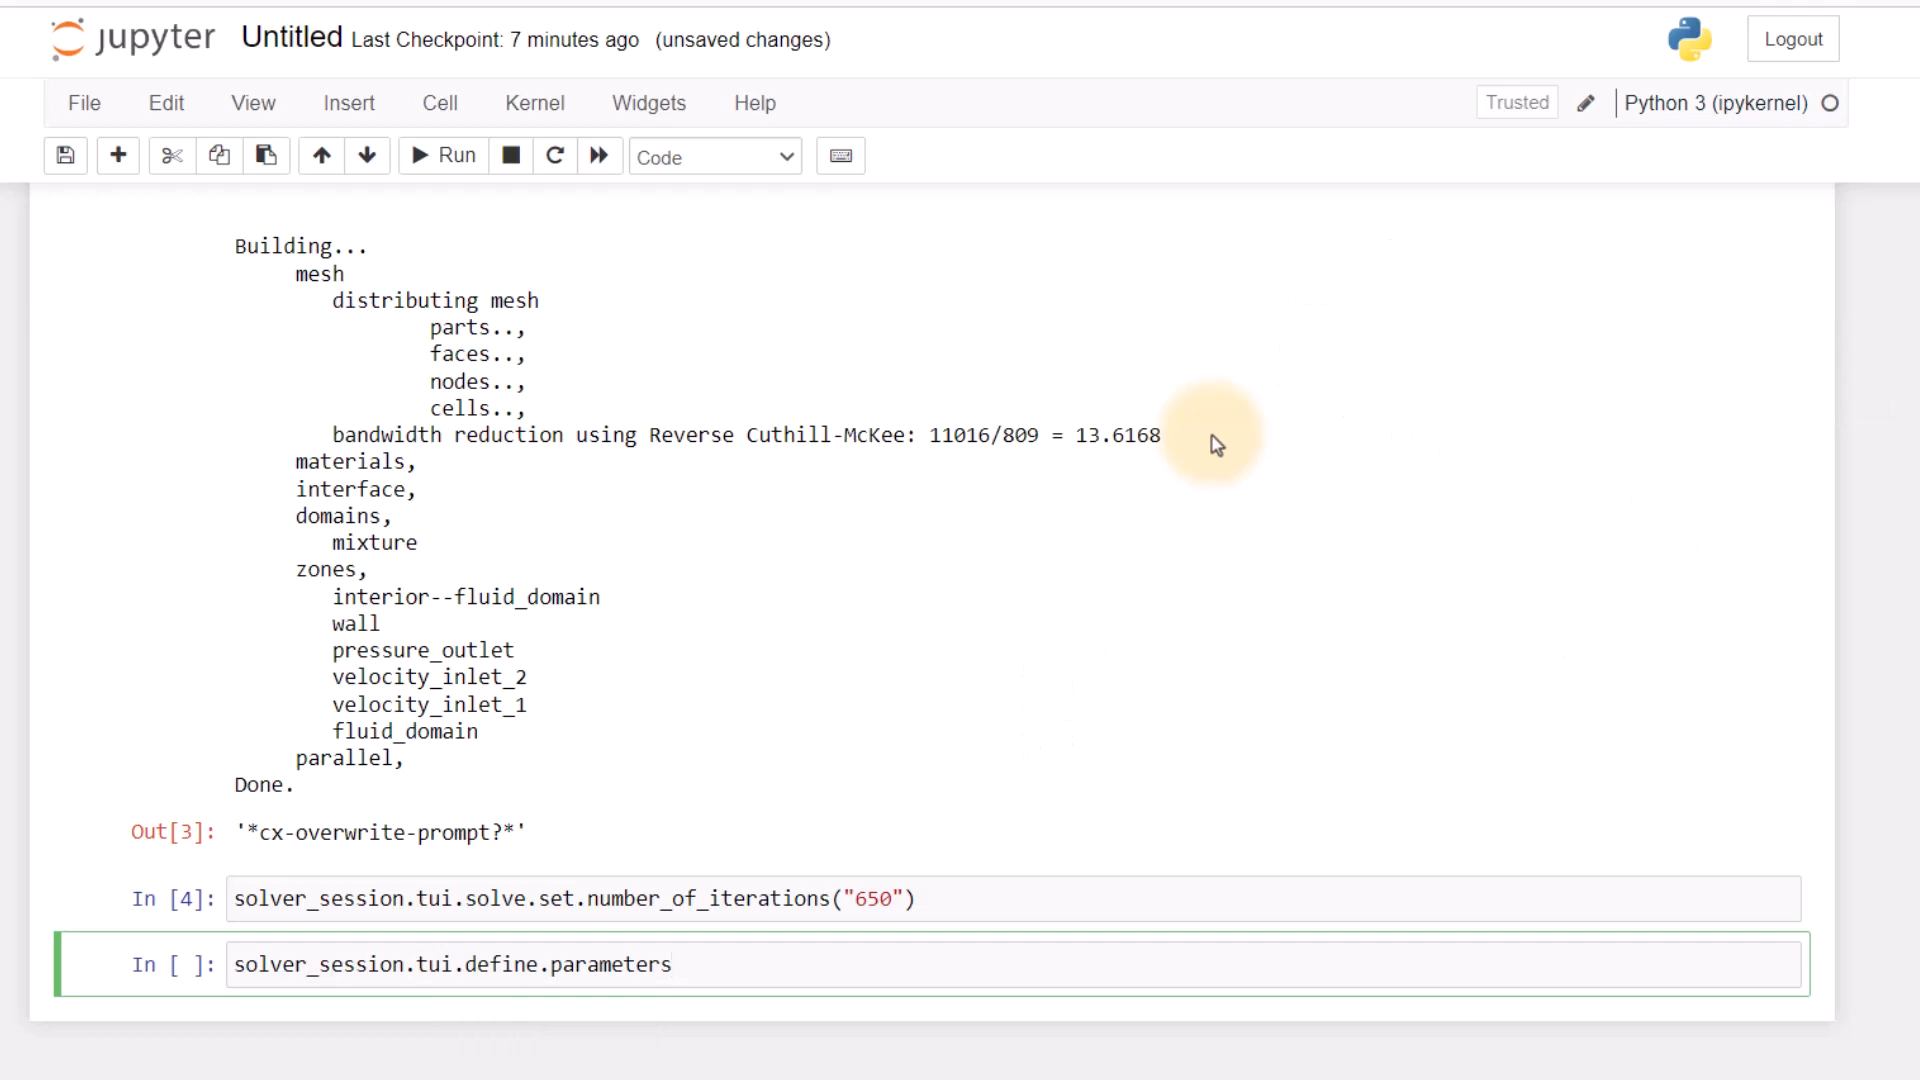 jupyter Untitled Last Checkpoint: 7 minutes ago (unsaved changes) Logout
File Edit View Insert Cell Kernel Widgets Help Trusted Python 3 (ipykernel)
Run Code
Building...
mesh
distributing mesh
parts..,
faces..,
nodes..,
cells..,
bandwidth reduction using Reverse Cuthill-McKee: 11016/809 = 13.6168
materials,
interface,
domains,
mixture
zones,
interior--fluid_domain
wall
pressure_outlet
velocity_inlet_2
velocity_inlet_1
fluid_domain
parallel,
Done.
Out[3]: '*cx-overwrite-prompt?*'
In [4]: solver_session.tui.solve.set.number_of_iterations("650")
In [ ]: solver_session.tui.define.parameters